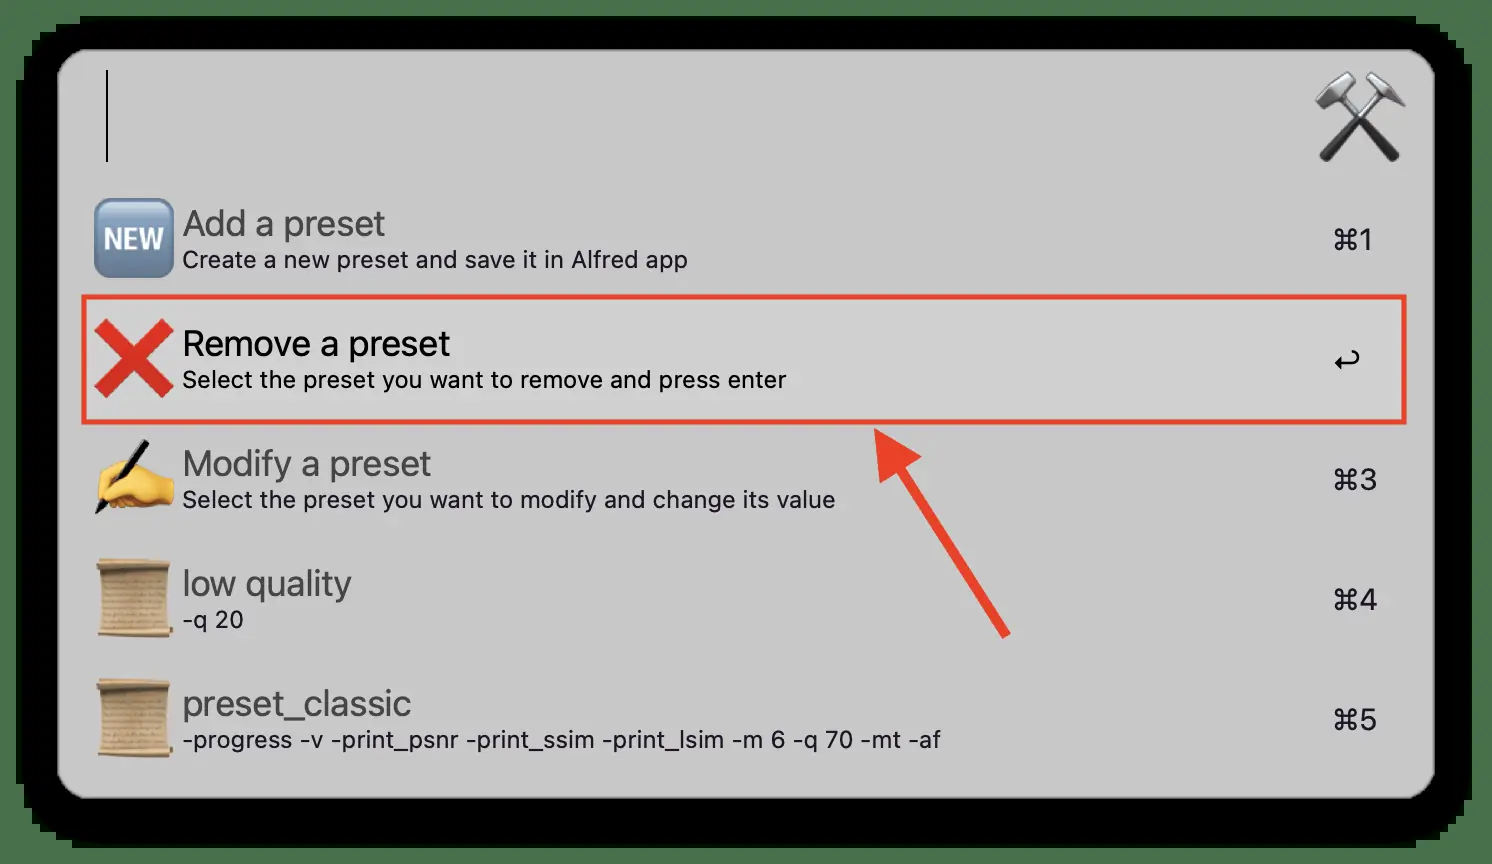 NEW
Add a preset
Create a new preset and save it in Alfred app
⌘1
Remove a preset
Select the preset you want to remove and press enter
↩
Modify a preset
Select the preset you want to modify and change its value
⌘3
low quality
-q 20
⌘4
preset_classic
-progress -v -print_psnr -print_ssim -print_lsim -m 6 -q 70 -mt -af
⌘5